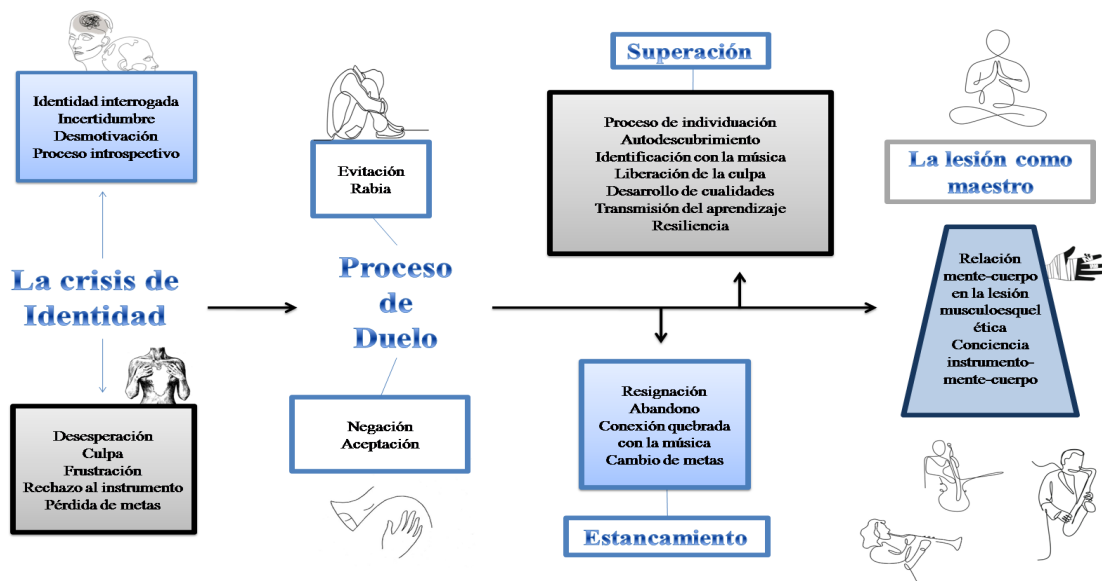 Identidad interrogada
Incertidumbre
Desmotivación
Proceso introspectivo
La crisis de
Identidad
Desesperación
Culpa
Frustración
Rechazo al instrumento
Pérdida de metas
Evitación
Rabia
Proceso
de
Duelo
Negación
Aceptación
Superación
Proceso de individuación
Autodescubrimiento
Identificación con la música
Liberación de la culpa
Desarrollo de cualidades
Transmisión del aprendizaje
Resiliencia
Resignación
Abandono
Conexión quebrada
con la música
Cambio de metas
Estancamiento
La lesión como
maestro
Relación
mente-cuerpo
en la lesión
musculoesquel
ética
Conciencia
instrumento-
mente-cuerpo